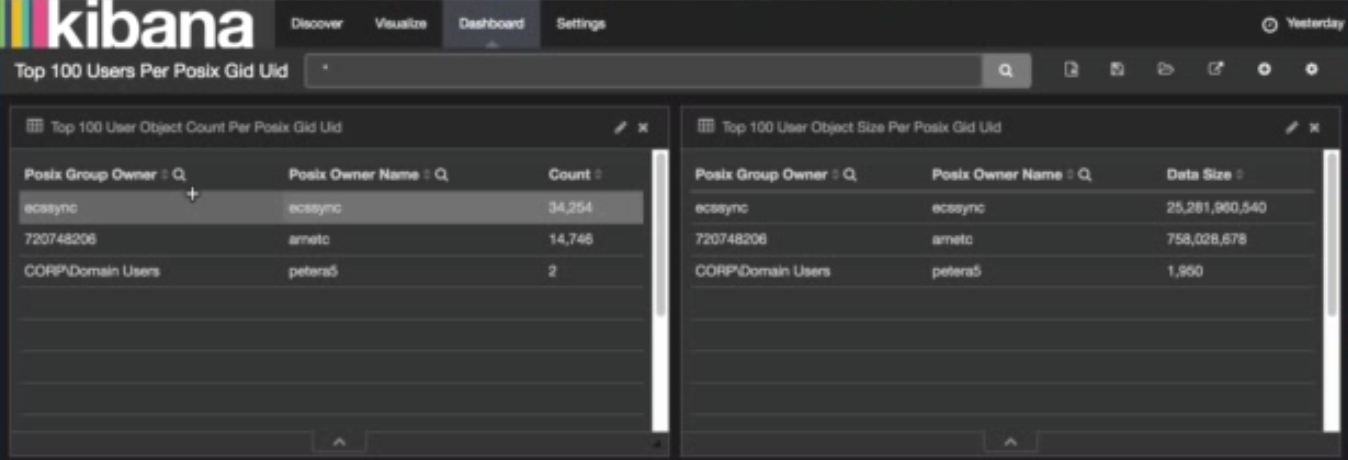 kibana Discover Visualize Dashboard Settings Yesterday
Top 100 Users Per Posix Gid Uid *
Top 100 User Object Count Per Posix Gid Uid
Posix Group Owner Posix Owner Name Count
ecssync ecssync 34,254
720748206 arnetc 14,746
CORP\Domain Users petera5 2
Top 100 User Object Size Per Posix Gid Uid
Posix Group Owner Posix Owner Name Data Size
ecssync ecssync 25,281,960,540
720748206 arnetc 758,028,678
CORP\Domain Users petera5 1,950